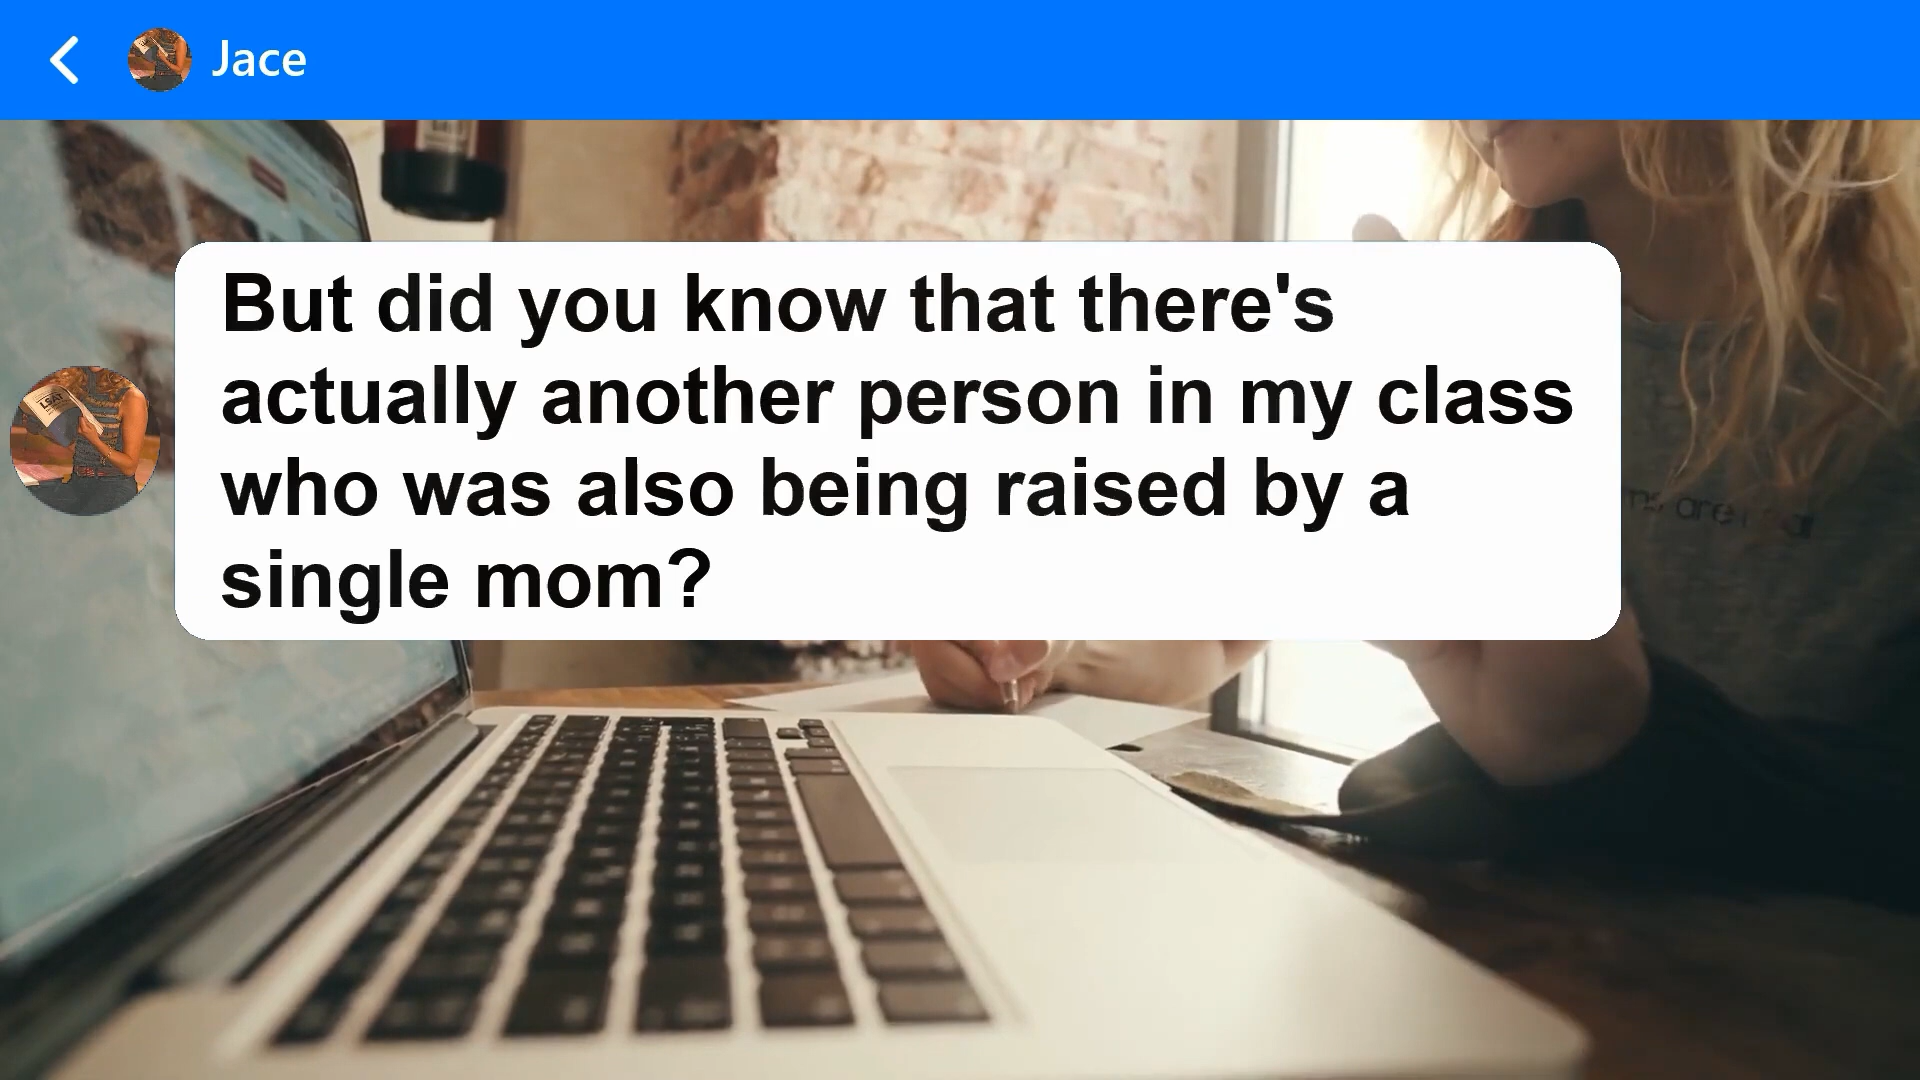 Jace
But did you know that there's
actually another person in my class
who was also being raised by a
single mom?
LSAT